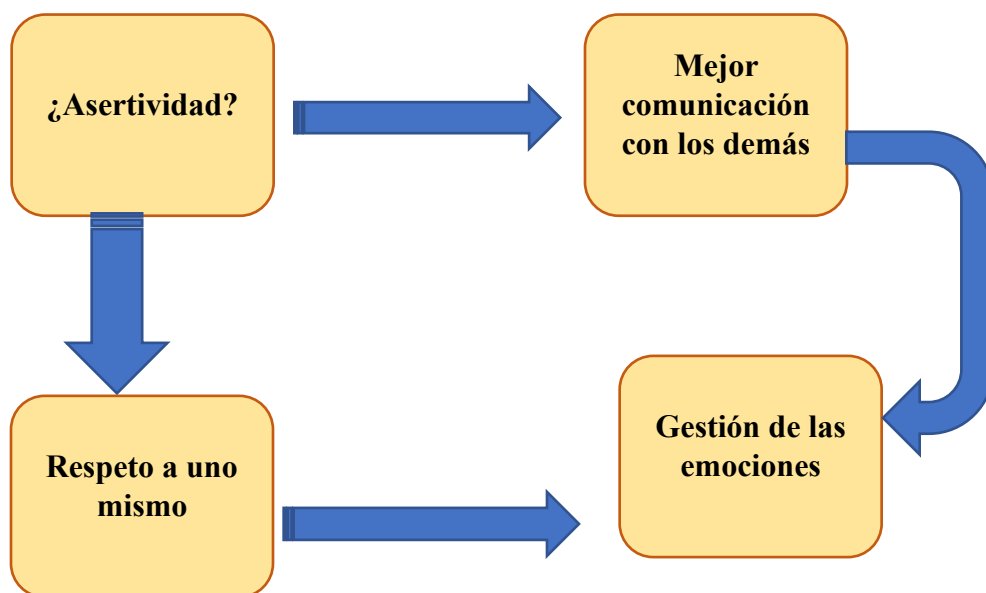 ¿Asertividad?
Mejor
comunicación
con los demás
Respeto a uno
mismo
Gestión de las
emociones